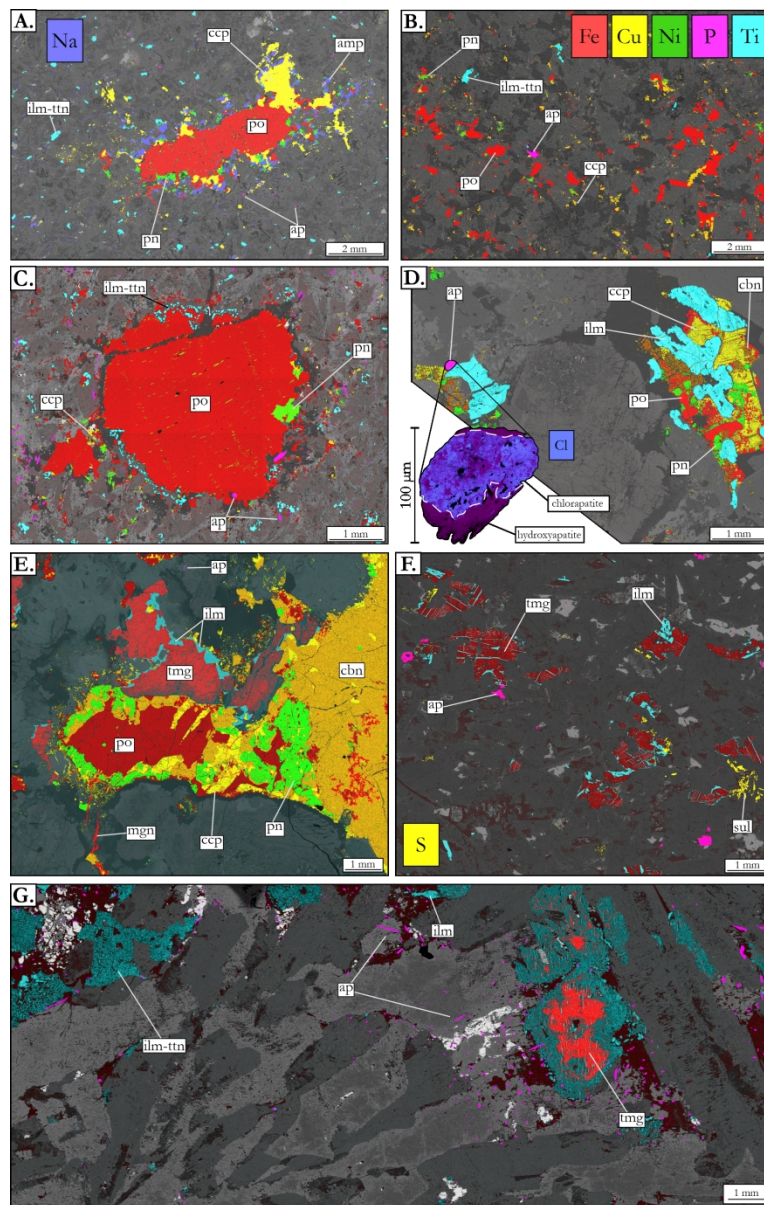 A.
Na
ccp
amp
ilm-ttn
po
pn
ap
2 mm
B.
Fe
Cu
Ni
P
Ti
pn
ilm-ttn
ap
po
ccp
2 mm
C.
ilm-ttn
pn
po
ccp
ap
1 mm
D.
ap
ccp
cbn
ilm
po
pn
Cl
100 µm
chlorapatite
hydroxyapatite
1 mm
E.
ap
ilm
tmg
cbn
po
mgn
ccp
pn
1 mm
F.
tmg
ilm
ap
S
sul
1 mm
G.
ilm
ap
ilm-ttn
tmg
1 mm